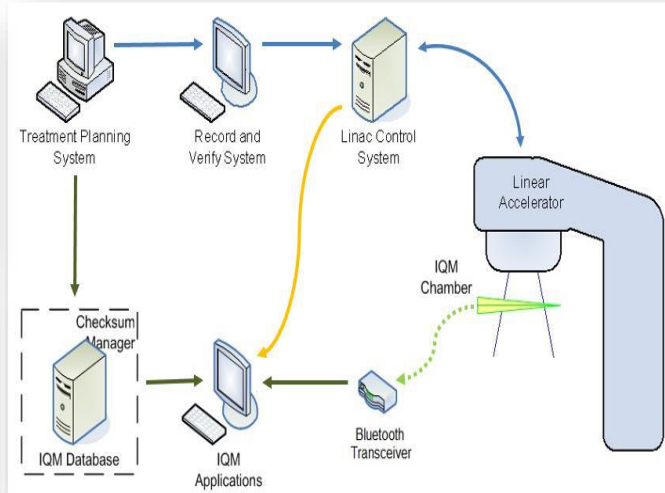 Treatment Planning
System
Record and
Verify System
Linac Control
System
Linear
Accelerator
IQM
Chamber
Checksum
Manager
IQM Database
IQM
Applications
Bluetooth
Transceiver